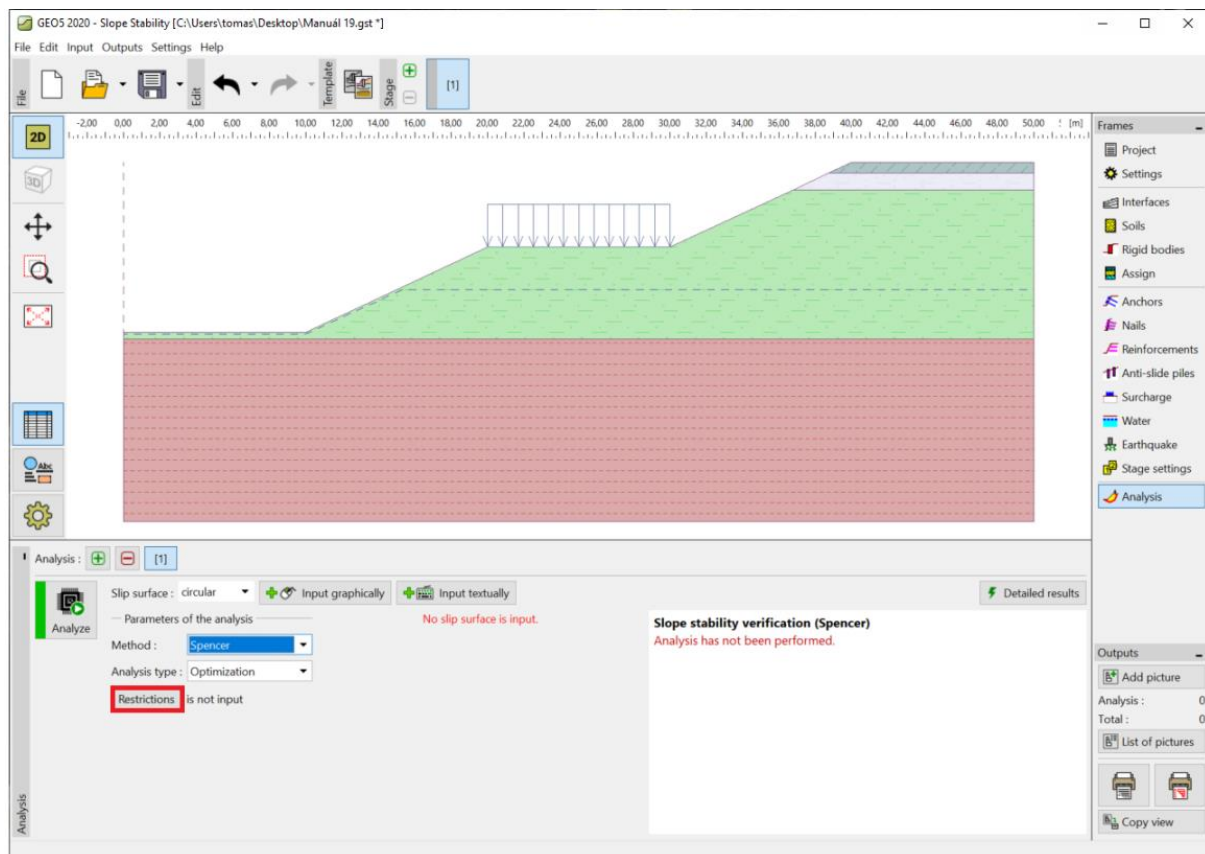 GEO5 2020 - Slope Stability [C:\Users\tomas\Desktop\Manuál 19.gst *]
File Edit Input Outputs Settings Help
File
Edit
Template
Stage
[1]
-2,00 0,00 2,00 4,00 6,00 8,00 10,00 12,00 14,00 16,00 18,00 20,00 22,00 24,00 26,00 28,00 30,00 32,00 34,00 36,00 38,00 40,00 42,00 44,00 46,00 48,00 50,00 [m]
2D
3D
Abc
Frames
Project
Settings
Interfaces
Soils
Rigid bodies
Assign
Anchors
Nails
Reinforcements
Anti-slide piles
Surcharge
Water
Earthquake
Stage settings
Analysis
Analysis : [1]
Analyze
Slip surface : circular Input graphically Input textually Detailed results
Parameters of the analysis
No slip surface is input.
Method : Spencer
Analysis type : Optimization
Restrictions is not input
Slope stability verification (Spencer)
Analysis has not been performed.
Analysis
Outputs
Add picture
Analysis : 0
Total : 0
List of pictures
Copy view